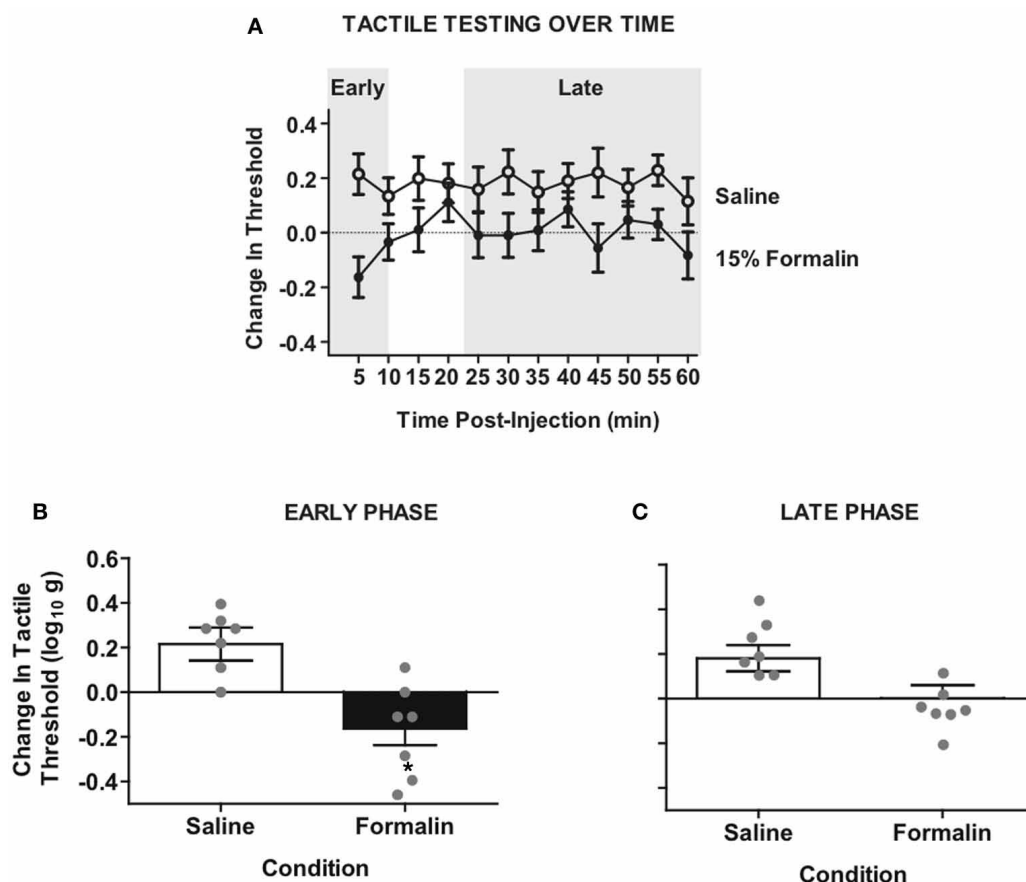 A
TACTILE TESTING OVER TIME
Early
Late
Change In Threshold
0.4
0.2
0.0
-0.2
-0.4
Saline
15% Formalin
5 10 15 20 25 30 35 40 45 50 55 60
Time Post-Injection (min)
B
EARLY PHASE
Change In Tactile
Threshold (log10 g)
0.6
0.4
0.2
0.0
-0.2
-0.4
*
Saline Formalin
Condition
C
LATE PHASE
Saline Formalin
Condition